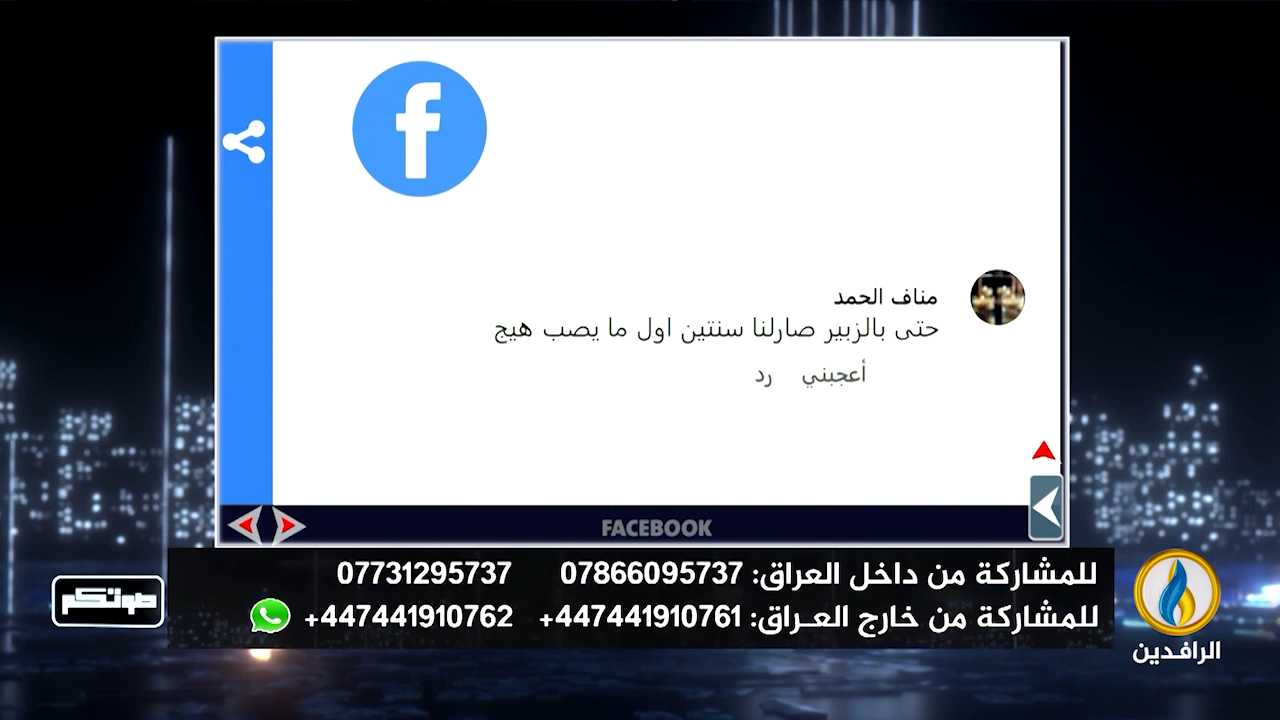 f
مناف الحمد
حتى بالزبير صارلنا سنتين اول ما يصب هيج
أعجبني رد
FACEBOOK
للمشاركة من داخل العراق: 07866095737 07731295737
للمشاركة من خارج العراق: 447441910761+ 447441910762+
صوتكم
الرافدين